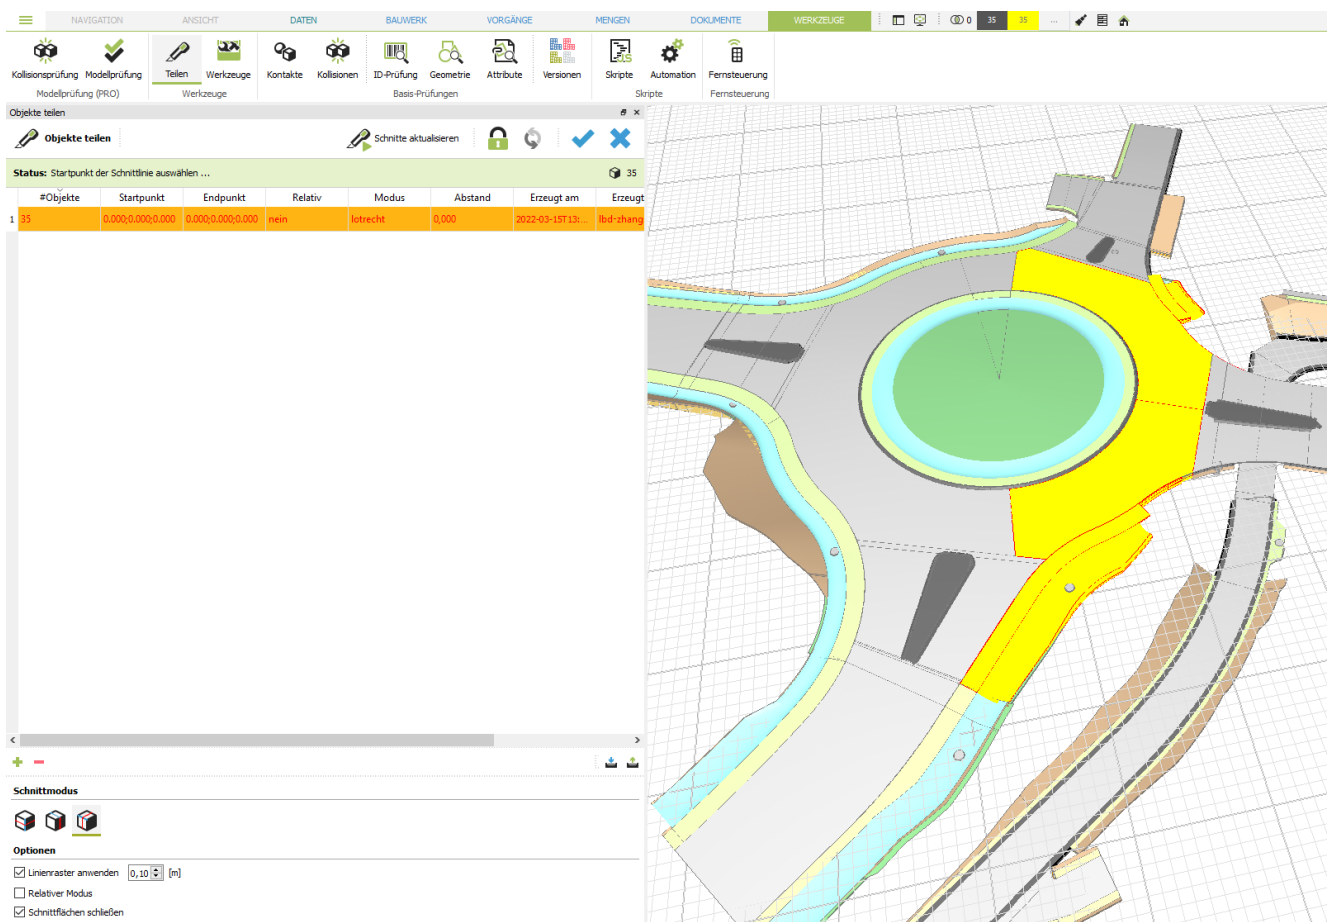 NAVIGATION ANSICHT DATEN BAUWERK VORGÄNGE MENGEN DOKUMENTE WERKZEUGE 0 35 35 ...
Kollisionsprüfung Modellprüfung Teilen Werkzeuge Kontakte Kollisionen ID-Prüfung Geometrie Attribute Versionen Skripte Automation Fernsteuerung
Modellprüfung (PRO) Werkzeuge Basis-Prüfungen Skripte Fernsteuerung
Objekte teilen
Objekte teilen Schnitte aktualisieren
Status: Startpunkt der Schnittlinie auswählen ... 35
#Objekte Startpunkt Endpunkt Relativ Modus Abstand Erzeugt am Erzeugt
1 35 0.000;0.000;0.000 0.000;0.000;0.000 nein lotrecht 0,000 2022-03-15T13:... lbd-zhang
Schnittmodus
Optionen
Linienraster anwenden 0,10 [m]
Relativer Modus
Schnittflächen schließen